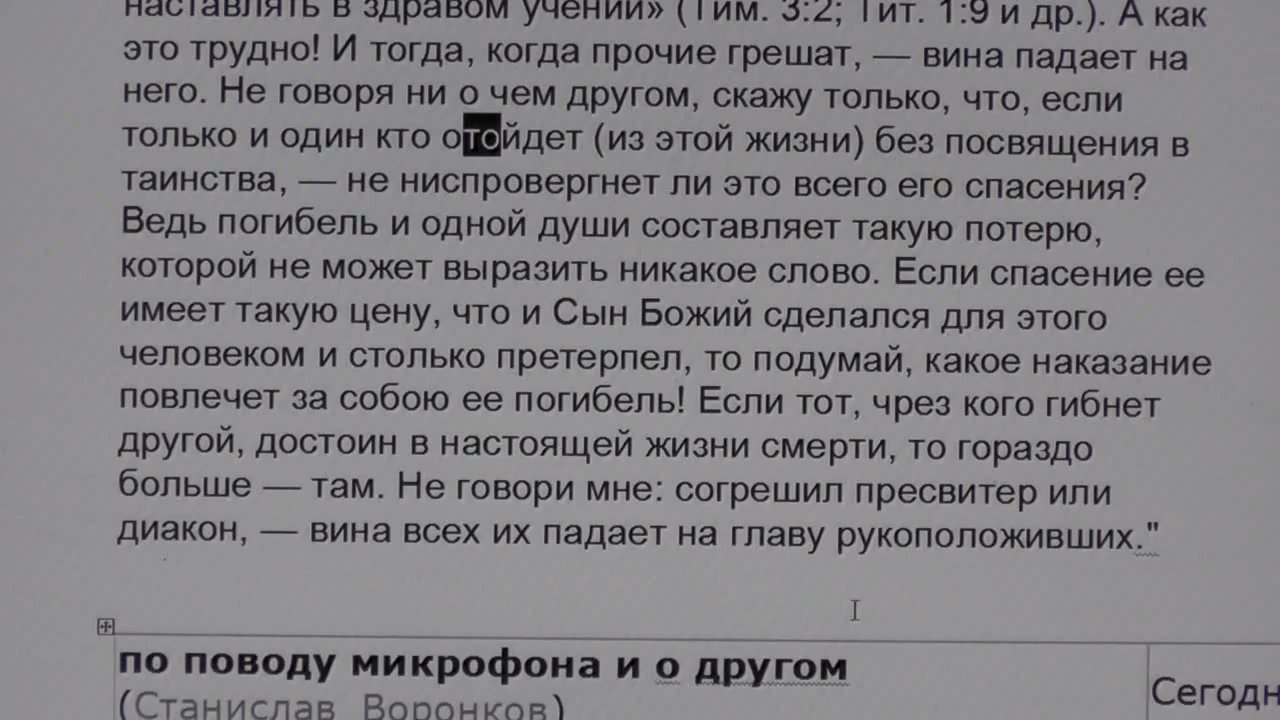 наставлять в здравом учении» (Тим. 3:2; Тит. 1:9 и др.). А как
это трудно! И тогда, когда прочие грешат, — вина падает на
него. Не говоря ни о чем другом, скажу только, что, если
только и один кто отойдет (из этой жизни) без посвящения в
таинства, — не ниспровергнет ли это всего его спасения?
Ведь погибель и одной души составляет такую потерю,
которой не может выразить никакое слово. Если спасение ее
имеет такую цену, что и Сын Божий сделался для этого
человеком и столько претерпел, то подумай, какое наказание
повлечет за собою ее погибель! Если тот, чрез кого гибнет
другой, достоин в настоящей жизни смерти, то гораздо
больше — там. Не говори мне: согрешил пресвитер или
диакон, — вина всех их падает на главу рукоположивших."
по поводу микрофона и о другом
(Станислав Воронков)
Сегодн